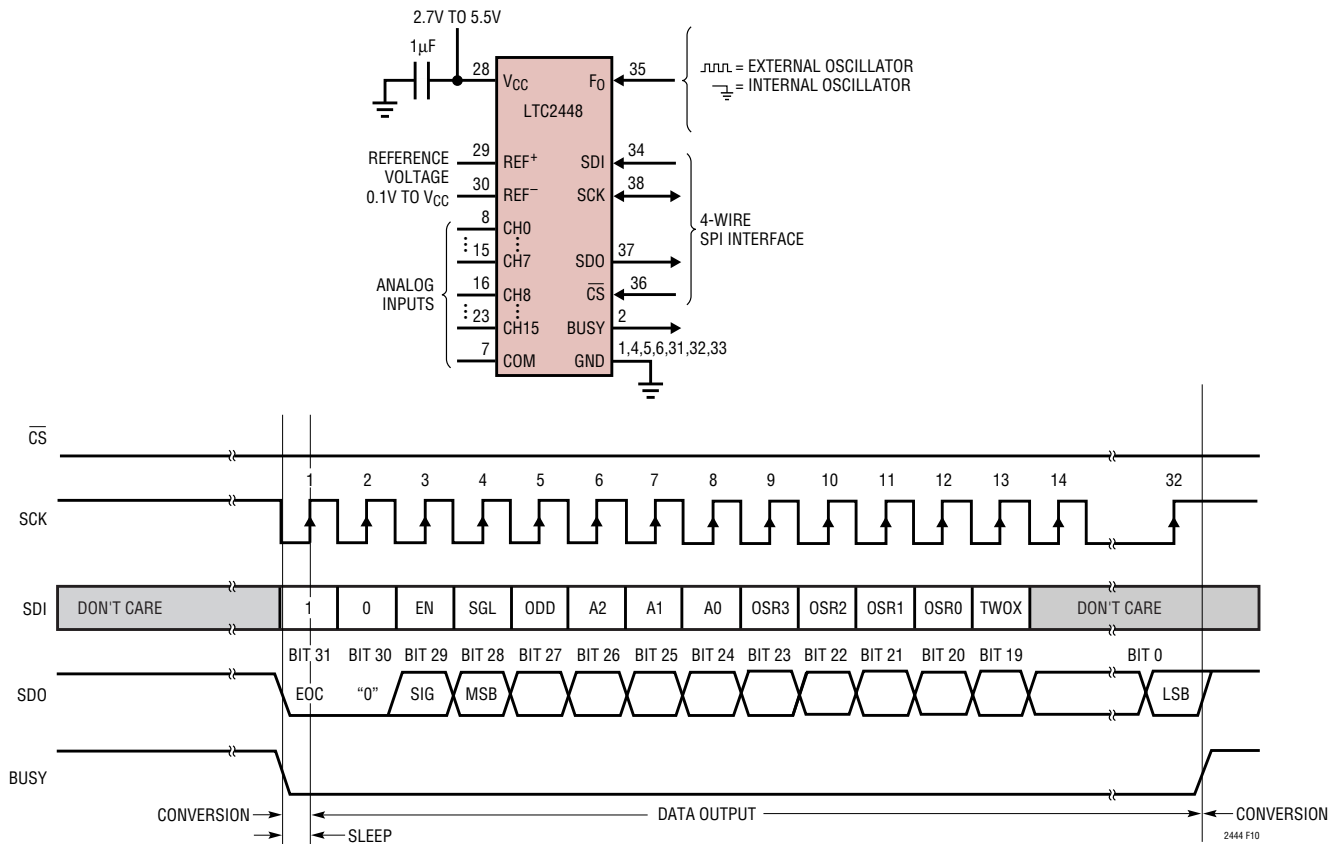 2.7V TO 5.5V
1µF
28
VCC
FO
35
= EXTERNAL OSCILLATOR
= INTERNAL OSCILLATOR
LTC2448
REFERENCE
VOLTAGE
0.1V TO VCC
29
REF+
30
REF–
SDI
34
SCK
38
4-WIRE
SPI INTERFACE
ANALOG
INPUTS
8
CH0
15
CH7
16
CH8
23
CH15
7
COM
SDO
37
CS
36
BUSY
2
GND
1,4,5,6,31,32,33
CS
SCK
1 2 3 4 5 6 7 8 9 10 11 12 13 14 32
SDI
DON'T CARE 1 0 EN SGL ODD A2 A1 A0 OSR3 OSR2 OSR1 OSR0 TWOX DON'T CARE
BIT 31 BIT 30 BIT 29 BIT 28 BIT 27 BIT 26 BIT 25 BIT 24 BIT 23 BIT 22 BIT 21 BIT 20 BIT 19 BIT 0
SDO
EOC “0” SIG MSB LSB
BUSY
CONVERSION
SLEEP
DATA OUTPUT
CONVERSION
2444 F10